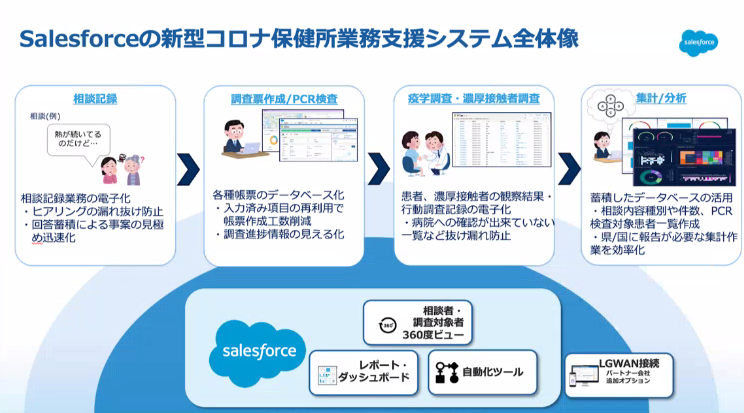 Salesforceの新型コロナ保健所業務支援システム全体像
salesforce
相談記録
相談(例)
熱が続いてる
のだけど…
相談記録業務の電子化
・ヒアリングの漏れ抜け防止
・回答蓄積による事案の見極
め迅速化
調査票作成/PCR検査
各種帳票のデータベース化
・入力済み項目の再利用で
帳票作成工数削減
・調査進捗情報の見える化
疫学調査・濃厚接触者調査
患者、濃厚接触者の観察結果・
行動調査記録の電子化
・病院への確認が出来ていない
一覧など抜け漏れ防止
集計/分析
蓄積したデータベースの活用
・相談内容種別や件数、PCR
検査対象患者一覧作成
・県/国に報告が必要な集計作
業を効率化
salesforce
360°
相談者・
調査対象者
360度ビュー
レポート・
ダッシュボード
自動化ツール
LGWAN接続
パートナー会社
追加オプション